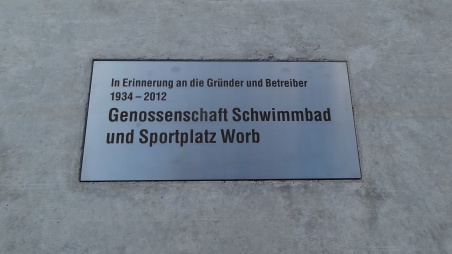 In Erinnerung an die Gründer und Betreiber
1934 – 2012
Genossenschaft Schwimmbad
und Sportplatz Worb